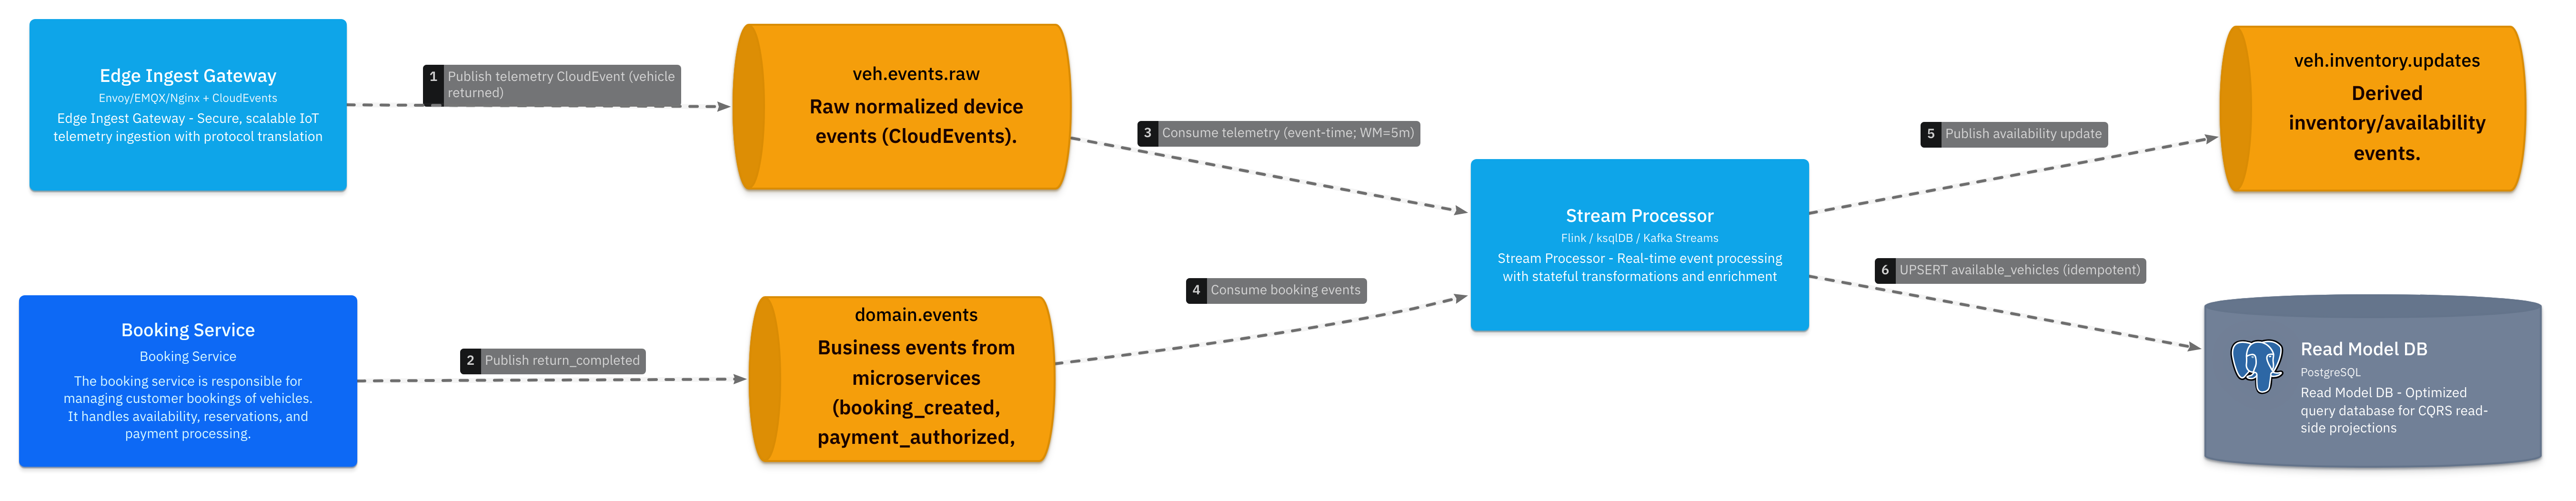 Edge Ingest Gateway
Envoy/EMQX/Nginx + CloudEvents
Edge Ingest Gateway - Secure, scalable IoT
telemetry ingestion with protocol translation
1 Publish telemetry CloudEvent (vehicle
returned)
veh.events.raw
Raw normalized device
events (CloudEvents).
3 Consume telemetry (event-time; WM=5m)
Stream Processor
Flink / ksqlDB / Kafka Streams
Stream Processor - Real-time event processing
with stateful transformations and enrichment
5 Publish availability update
veh.inventory.updates
Derived
inventory/availability
events.
Booking Service
Booking Service
The booking service is responsible for
managing customer bookings of vehicles.
It handles availability, reservations, and
payment processing.
2 Publish return_completed
domain.events
Business events from
microservices
(booking_created,
payment_authorized,
4 Consume booking events
6 UPSERT available_vehicles (idempotent)
Read Model DB
PostgreSQL
Read Model DB - Optimized
query database for CQRS read-
side projections